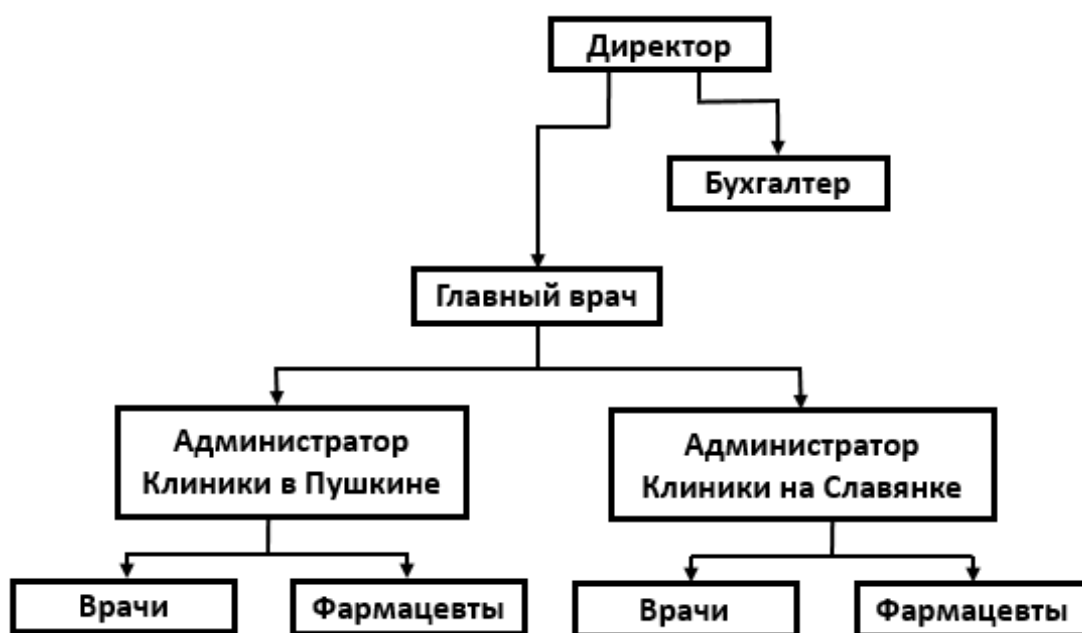 Директор
Бухгалтер
Главный врач
Администратор
Клиники в Пушкине
Администратор
Клиники на Славянке
Врачи
Фармацевты
Врачи
Фармацевты